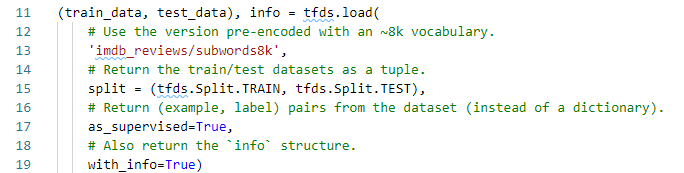 11 (train_data, test_data), info = tfds.load(
12 # Use the version pre-encoded with an ~8k vocabulary.
13 'imdb_reviews/subwords8k',
14 # Return the train/test datasets as a tuple.
15 split = (tfds.Split.TRAIN, tfds.Split.TEST),
16 # Return (example, label) pairs from the dataset (instead of a dictionary).
17 as_supervised=True,
18 # Also return the `info` structure.
19 with_info=True)